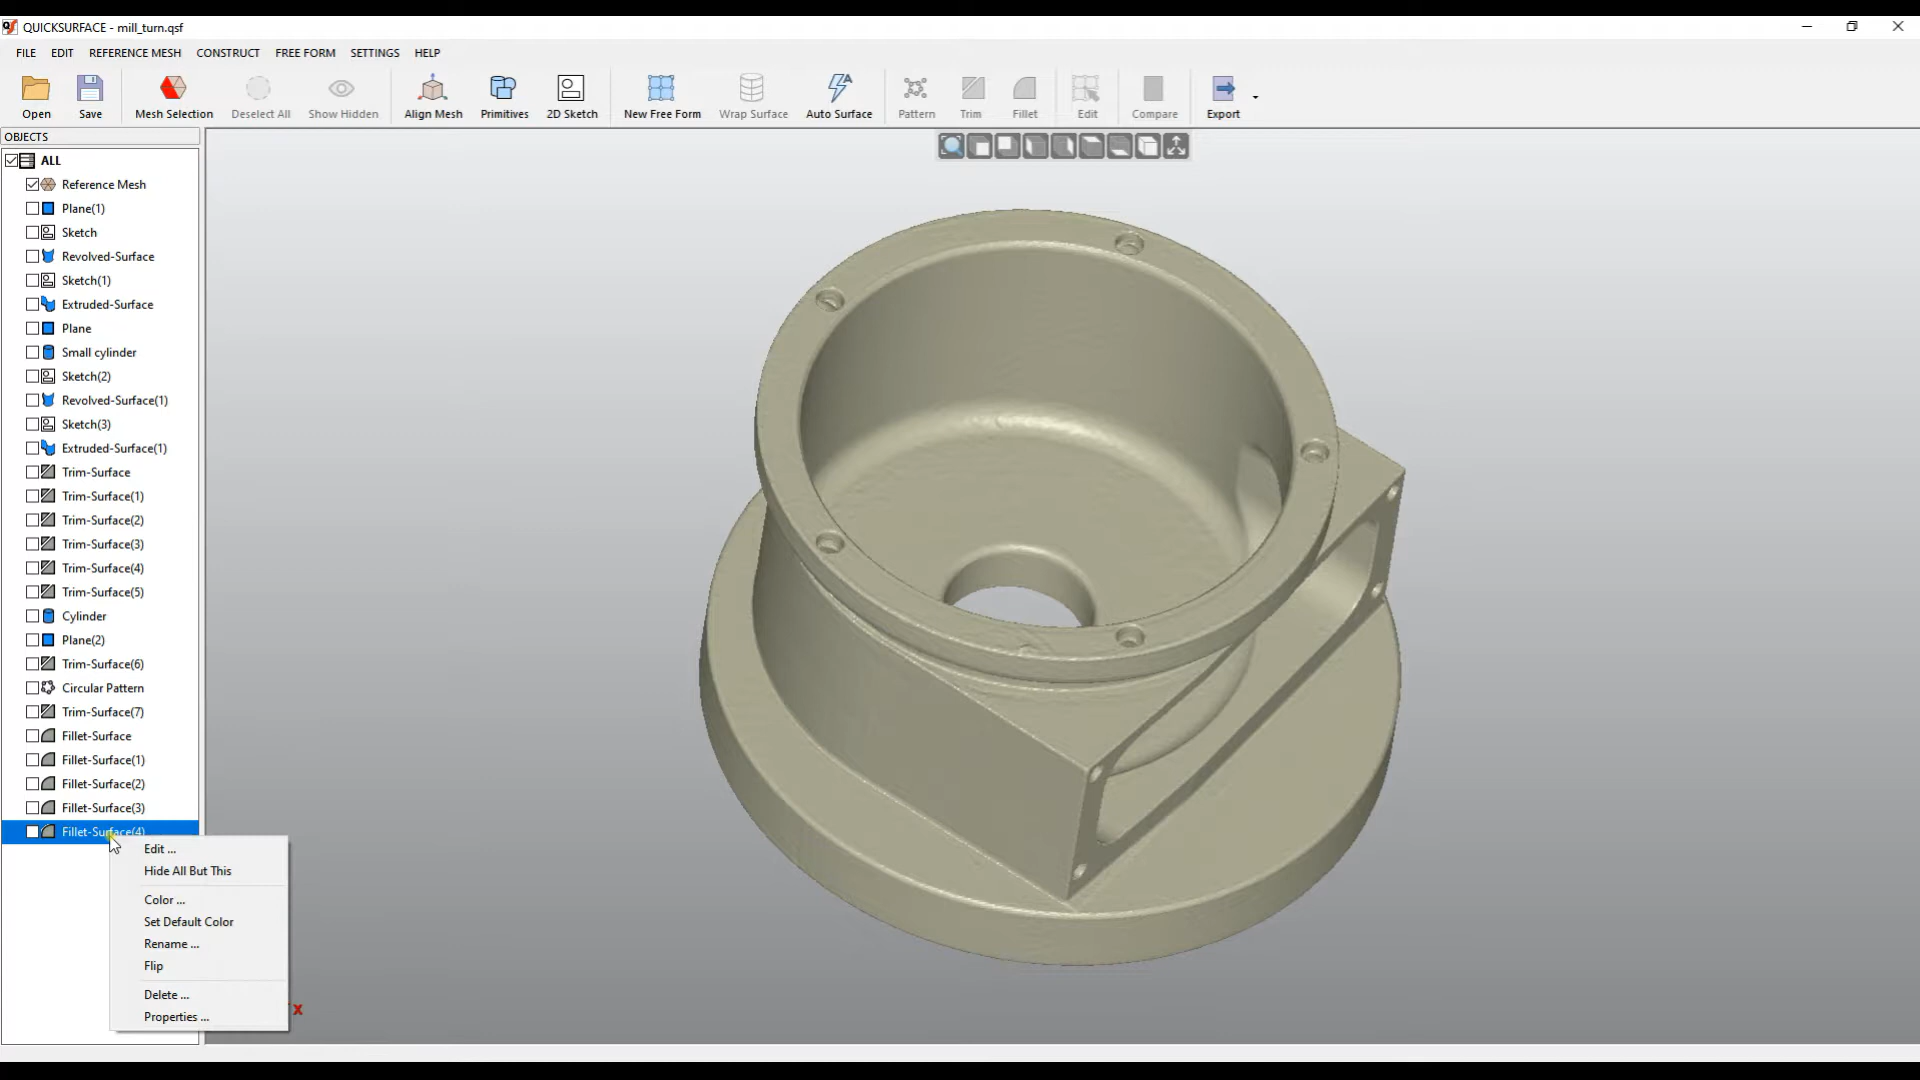 QUICKSURFACE - mill_turn.qsf
FILE EDIT REFERENCE MESH CONSTRUCT FREE FORM SETTINGS HELP
Open Save Mesh Selection Deselect All Show Hidden Align Mesh Primitives 2D Sketch New Free Form Wrap Surface Auto Surface Pattern Trim Fillet Edit Compare Export
OBJECTS
ALL
Reference Mesh
Plane(1)
Sketch
Revolved-Surface
Sketch(1)
Extruded-Surface
Plane
Small cylinder
Sketch(2)
Revolved-Surface(1)
Sketch(3)
Extruded-Surface(1)
Trim-Surface
Trim-Surface(1)
Trim-Surface(2)
Trim-Surface(3)
Trim-Surface(4)
Trim-Surface(5)
Cylinder
Plane(2)
Trim-Surface(6)
Circular Pattern
Trim-Surface(7)
Fillet-Surface
Fillet-Surface(1)
Fillet-Surface(2)
Fillet-Surface(3)
Fillet-Surface(4)
Edit ...
Hide All But This
Color ...
Set Default Color
Rename ...
Flip
Delete ...
Properties ...
X